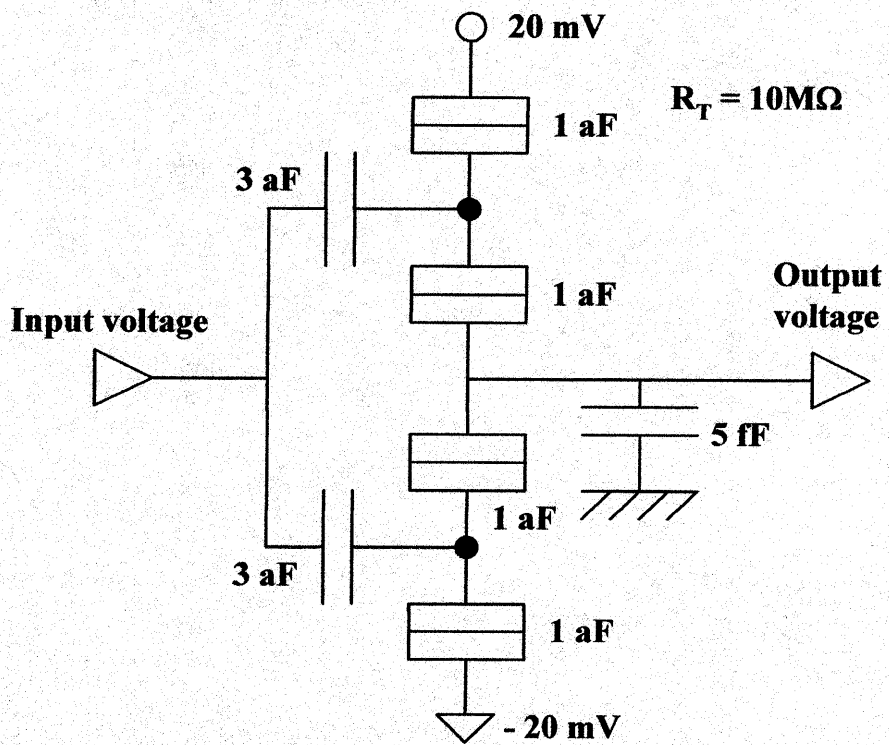 20 mV
R_T = 10MΩ
1 aF
3 aF
1 aF
Output
voltage
Input voltage
5 fF
1 aF
3 aF
1 aF
- 20 mV